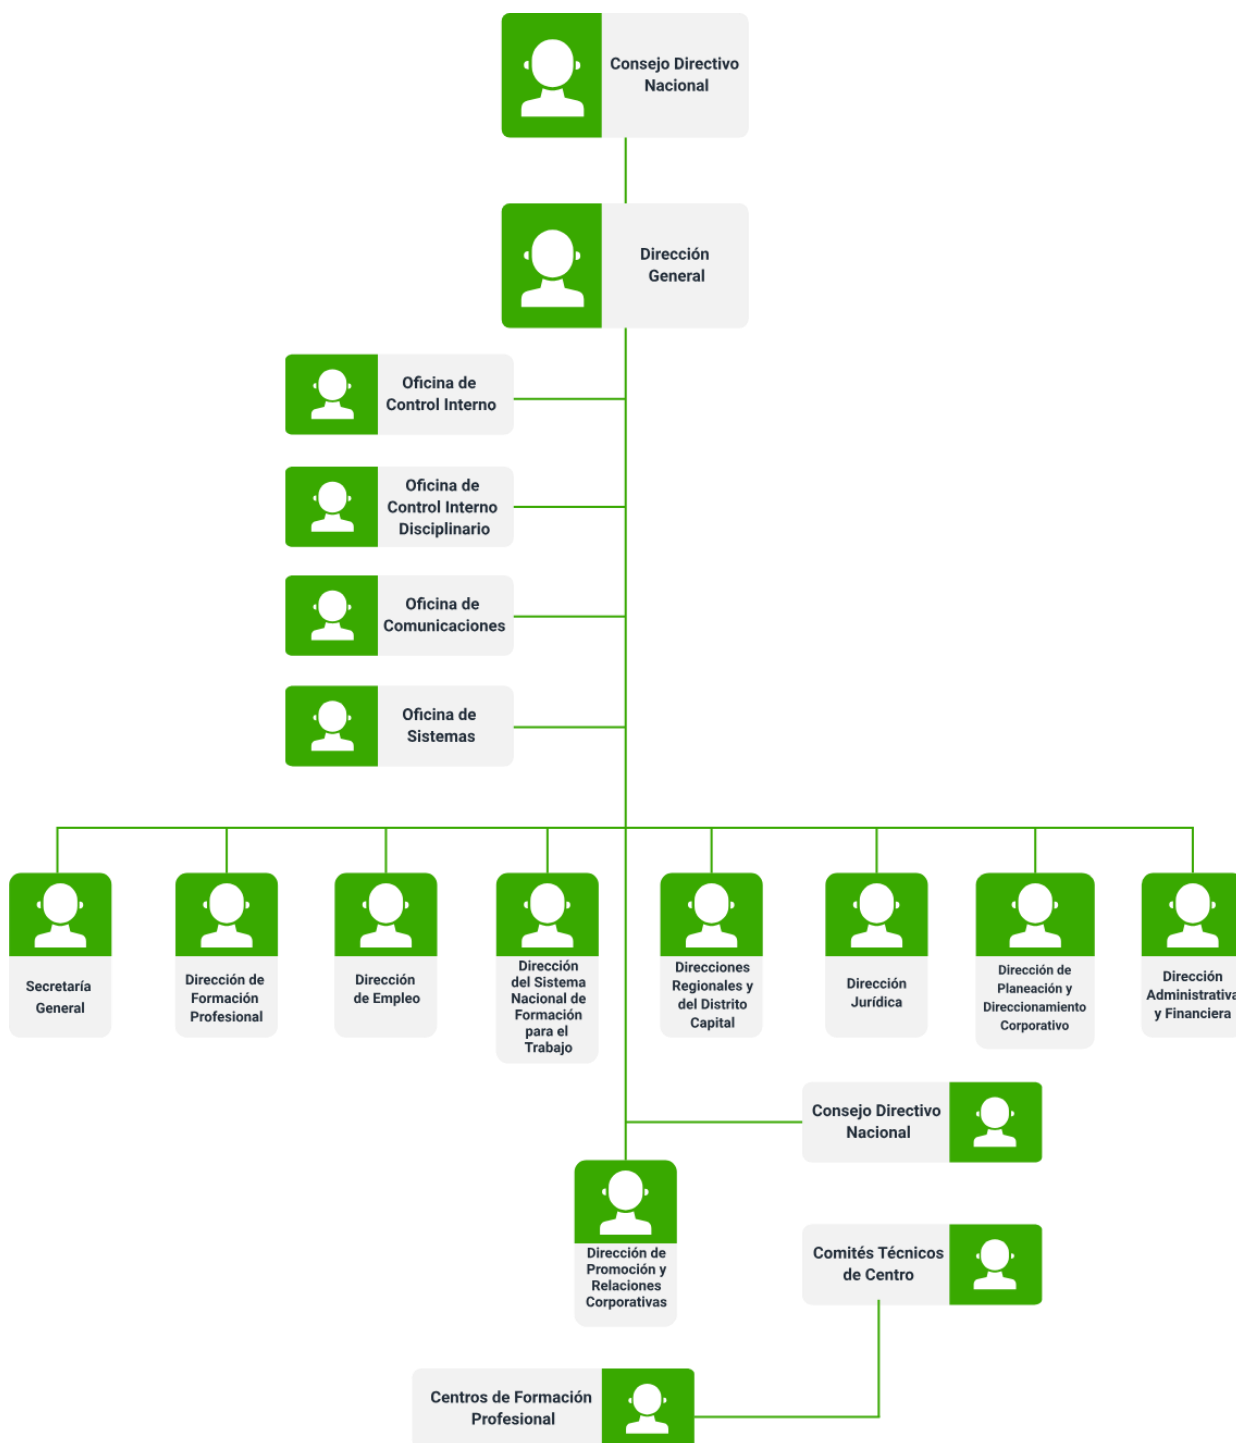 Consejo Directivo
Nacional
Dirección
General
Oficina de
Control Interno
Oficina de
Control Interno
Disciplinario
Oficina de
Comunicaciones
Oficina de
Sistemas
Secretaría
General
Dirección de
Formación
Profesional
Dirección
de Empleo
Dirección
del Sistema
Nacional de
Formación
para el
Trabajo
Direcciones
Regionales y
del Distrito
Capital
Dirección
Jurídica
Dirección de
Planeación y
Direccionamiento
Corporativo
Dirección
Administrativa
y Financiera
Consejo Directivo
Nacional
Dirección de
Promoción y
Relaciones
Corporativas
Comités Técnicos
de Centro
Centros de Formación
Profesional